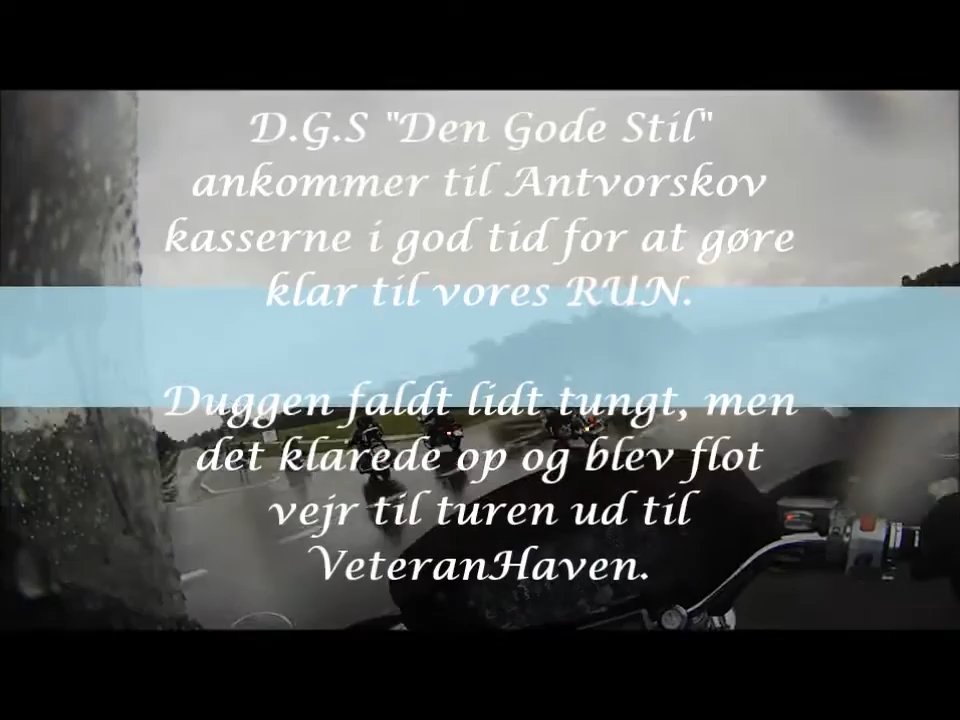 D.G.S "Den Gode Stil"
ankommer til Antvorskov
kasserne i god tid for at gøre
klar til vores RUN.
Duggen faldt lidt tungt, men
det klarede op og blev flot
vejr til turen ud til
VeteranHaven.